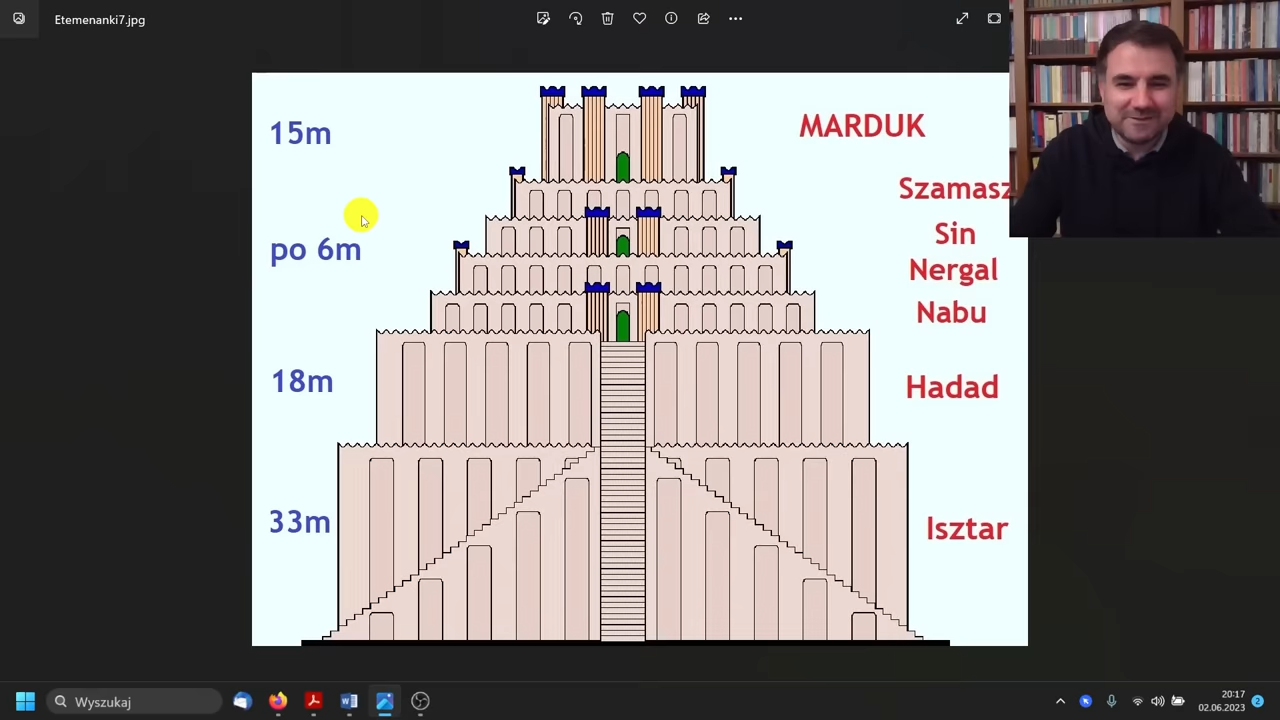 Etemenanki7.jpg
15m
MARDUK
Szamasz
Sin
po 6m
Nergal
Nabu
18m
Hadad
33m
Isztar
Wyszukaj
20:17
02.06.2023
2